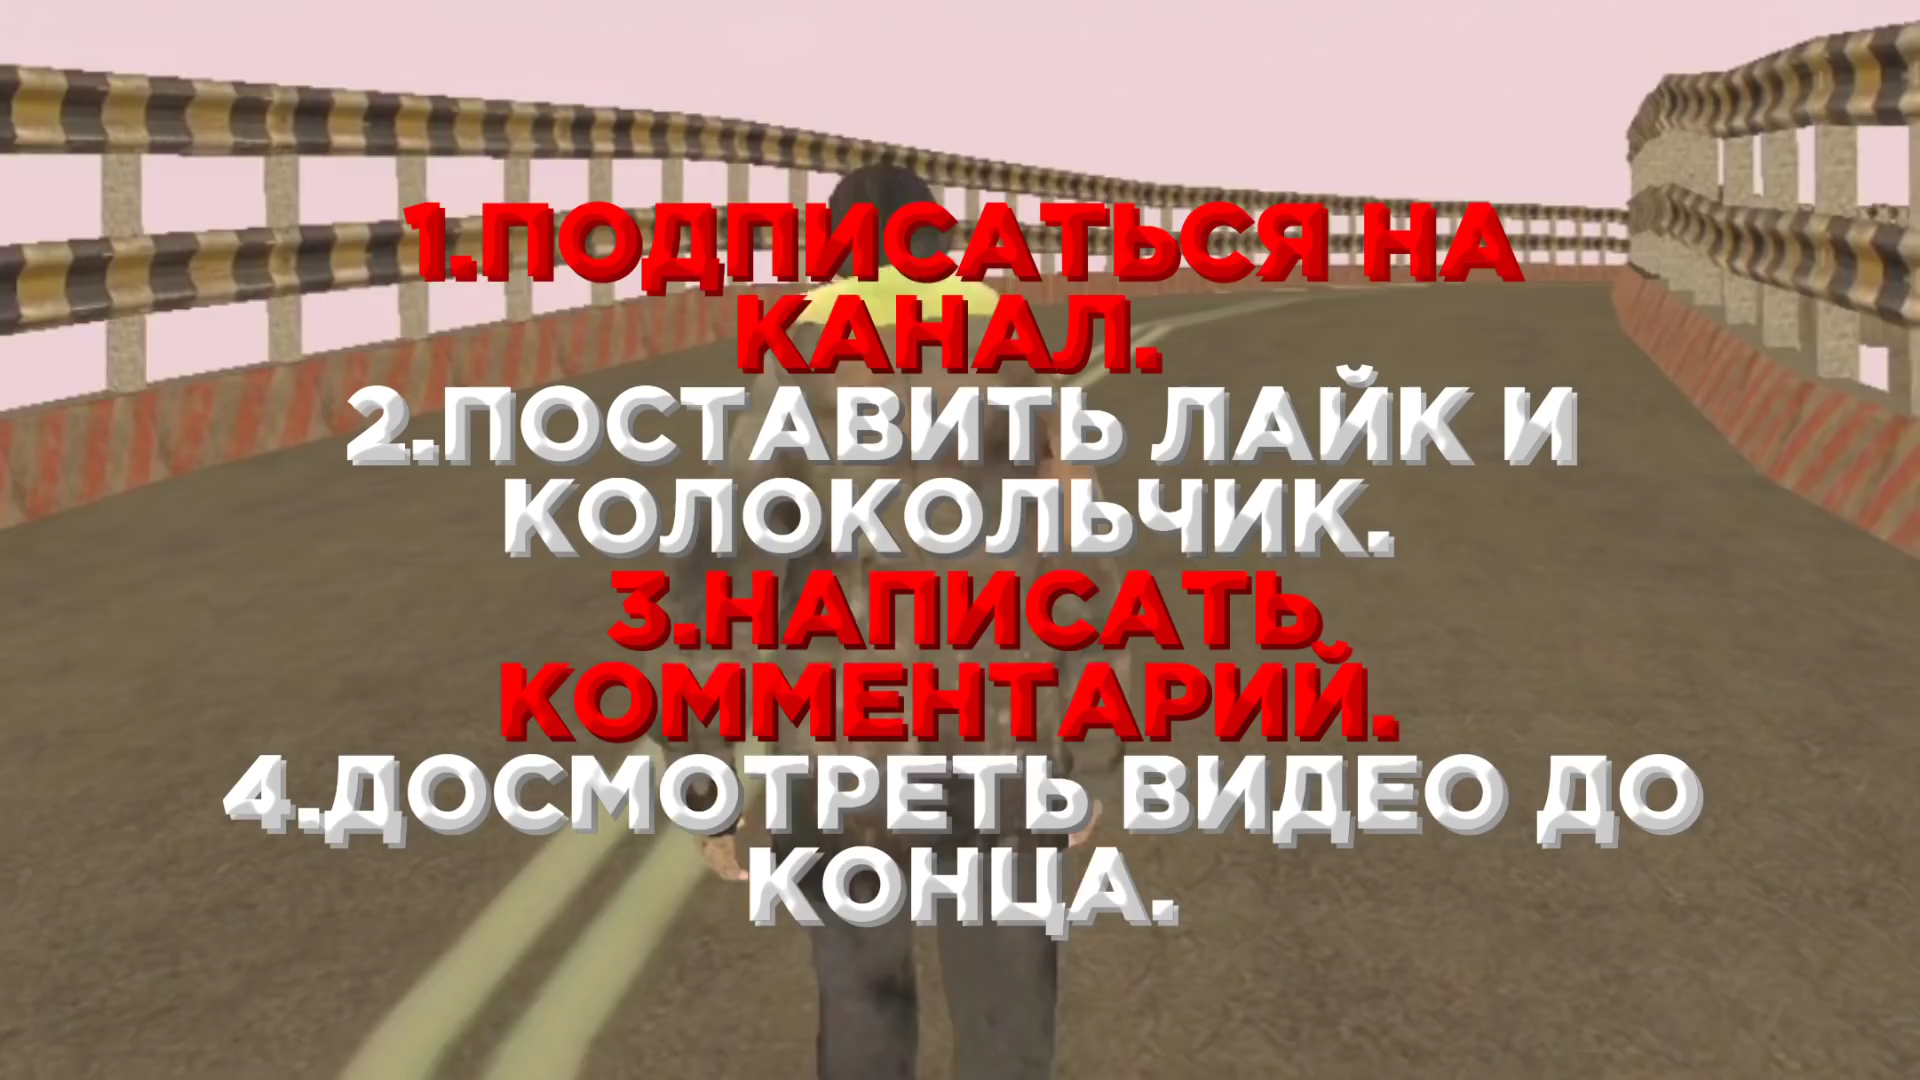 1.ПОДПИСАТЬСЯ НА
КАНАЛ.
2.ПОСТАВИТЬ ЛАЙК И
КОЛОКОЛЬЧИК.
3.НАПИСАТЬ
КОММЕНТАРИЙ.
4.ДОСМОТРЕТЬ ВИДЕО ДО
КОНЦА.